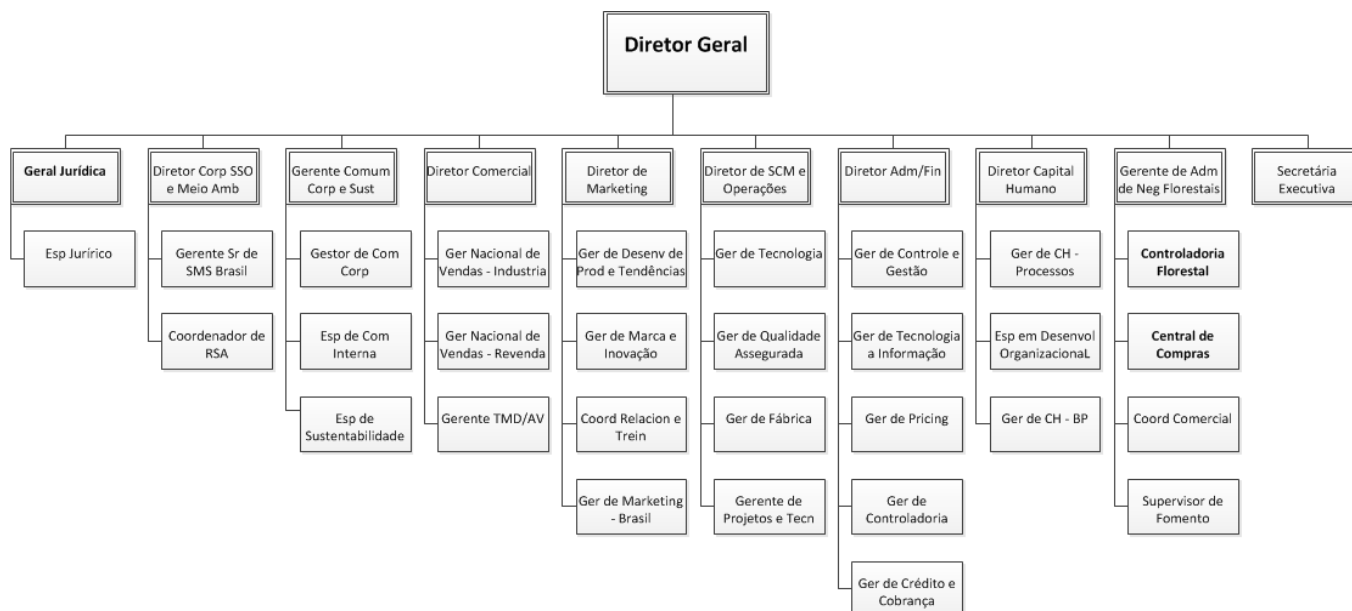 Diretor Geral
Geral Jurídica
Diretor Corp SSO
e Meio Amb
Gerente Comum
Corp e Sust
Diretor Comercial
Diretor de
Marketing
Diretor de SCM e
Operações
Diretor Adm/Fin
Diretor Capital
Humano
Gerente de Adm
de Neg Florestais
Secretária
Executiva
Esp Jurírico
Gerente Sr de
SMS Brasil
Gestor de Com
Corp
Ger Nacional de
Vendas - Industria
Ger de Desenv de
Prod e Tendências
Ger de Tecnologia
Ger de Controle e
Gestão
Ger de CH -
Processos
Controladoria
Florestal
Coordenador de
RSA
Esp de Com
Interna
Ger Nacional de
Vendas - Revenda
Ger de Marca e
Inovação
Ger de Qualidade
Assegurada
Ger de Tecnologia
a Informação
Esp em Desenvol
OrganizacionaL
Central de
Compras
Esp de
Sustentabilidade
Gerente TMD/AV
Coord Relacion e
Trein
Ger de Fábrica
Ger de Pricing
Ger de CH - BP
Coord Comercial
Ger de Marketing
- Brasil
Gerente de
Projetos e Tecn
Ger de
Controladoria
Supervisor de
Fomento
Ger de Crédito e
Cobrança